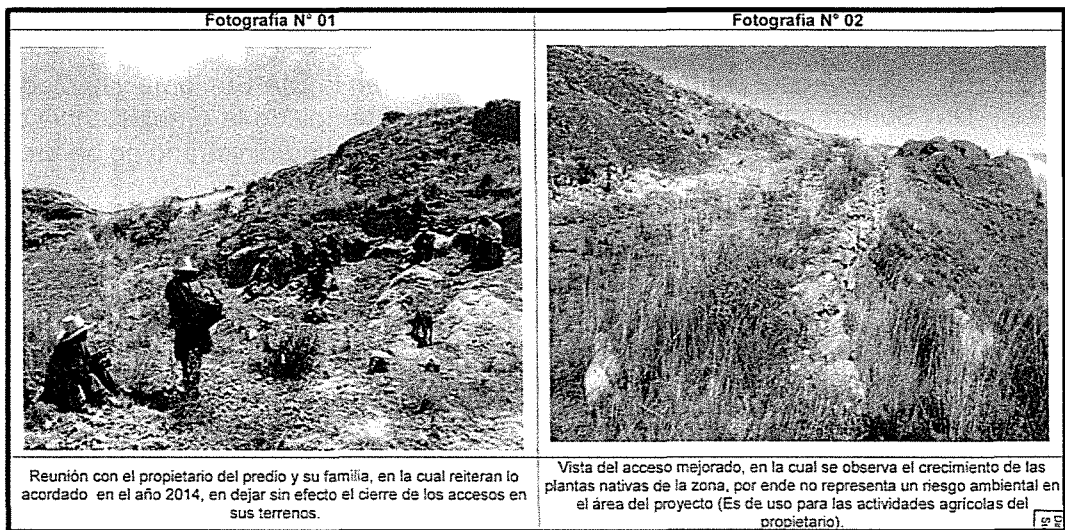 Fotografía N° 01
Fotografía N° 02
Reunión con el propietario del predio y su familia, en la cual reiteran lo
acordado en el año 2014, en dejar sin efecto el cierre de los accesos en
sus terrenos.
Vista del acceso mejorado, en la cual se observa el crecimiento de las
plantas nativas de la zona, por ende no representa un riesgo ambiental en
el área del proyecto (Es de uso para las actividades agrícolas del
propietario).